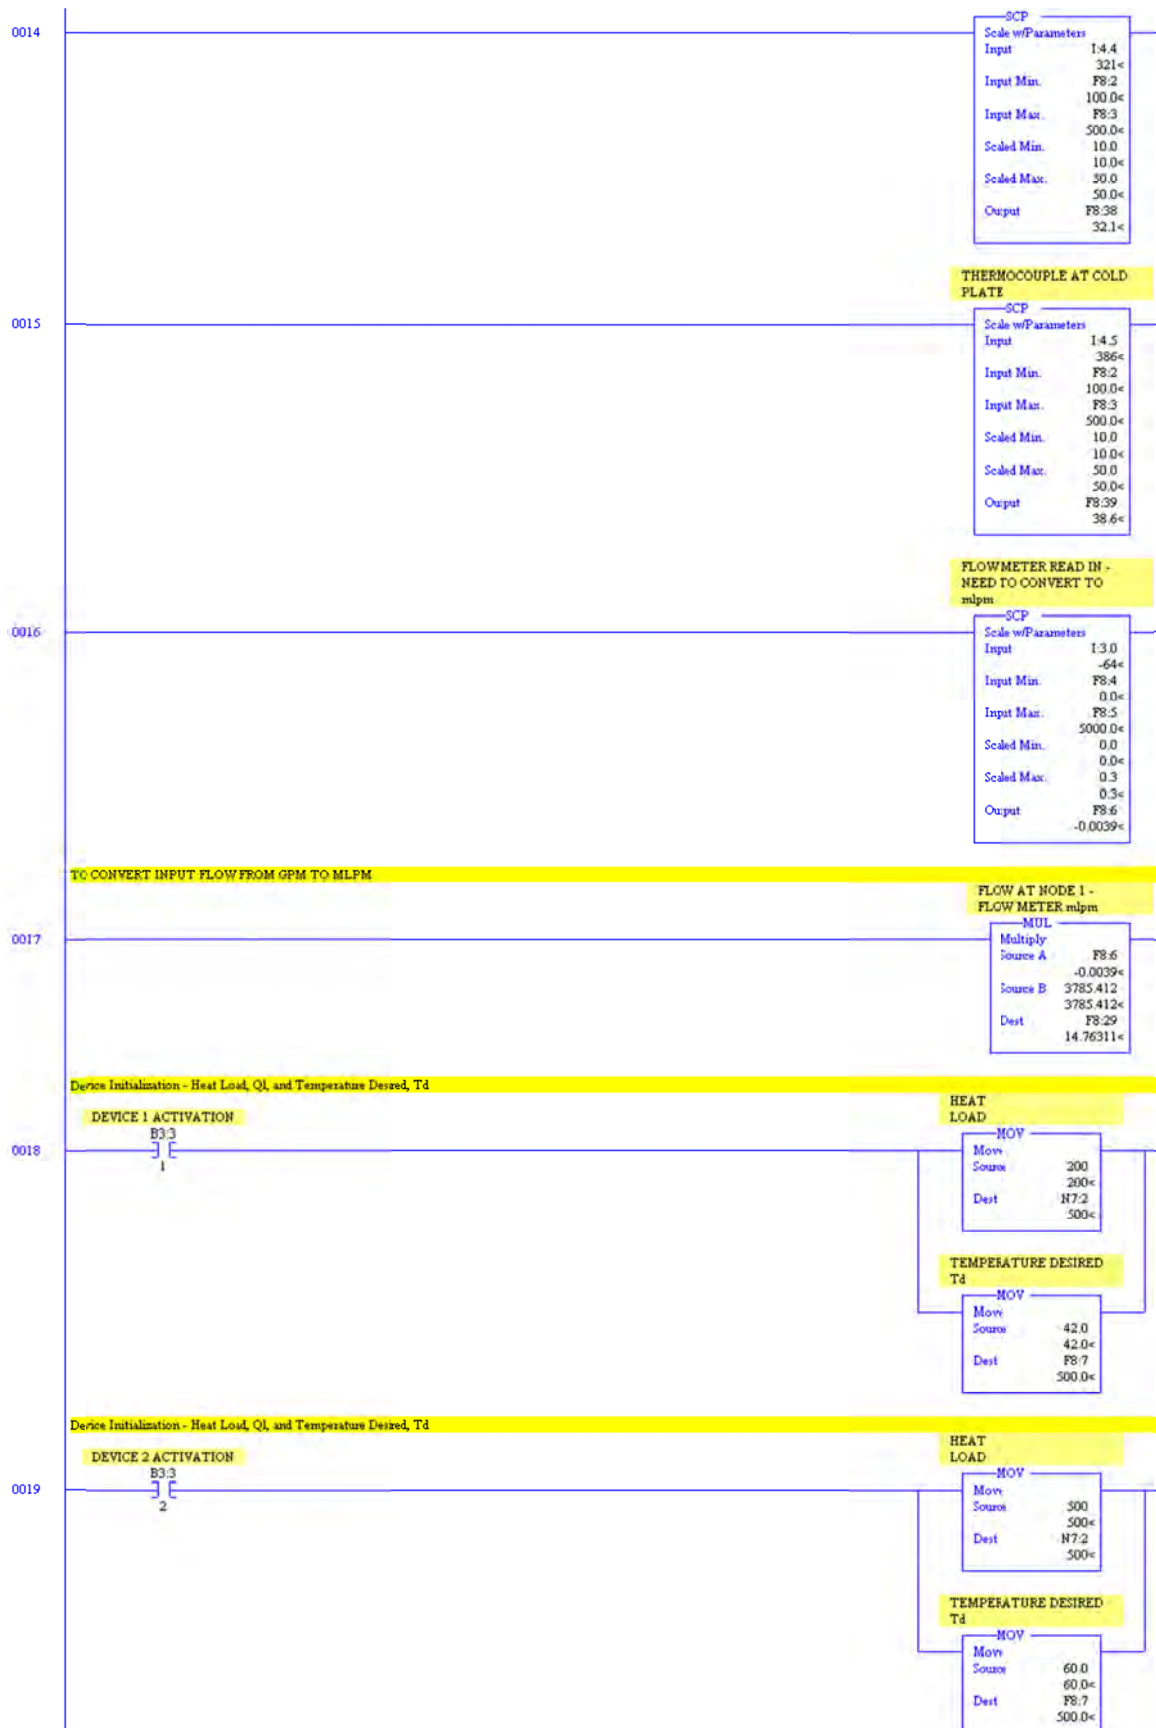 0014
SCP
Scale w/Parameters
Input I:4.4
321<
Input Min. F8:2
100.0<
Input Max. F8:3
500.0<
Scaled Min. 10.0
10.0<
Scaled Max. 50.0
50.0<
Output F8:38
32.1<
THERMOCOUPLE AT COLD
PLATE
0015
SCP
Scale w/Parameters
Input I:4.5
386<
Input Min. F8:2
100.0<
Input Max. F8:3
500.0<
Scaled Min. 10.0
10.0<
Scaled Max. 50.0
50.0<
Output F8:39
38.6<
FLOWMETER READ IN -
NEED TO CONVERT TO
mlpm
0016
SCP
Scale w/Parameters
Input I:3.0
-64<
Input Min. F8:4
0.0<
Input Max. F8:5
5000.0<
Scaled Min. 0.0
0.0<
Scaled Max. 0.3
0.3<
Output F8:6
-0.0039<
TO CONVERT INPUT FLOW FROM GPM TO MLPM
FLOW AT NODE 1 -
FLOW METER mlpm
0017
MUL
Multiply
Source A F8:6
-0.0039<
Source B 3785.412
3785.412<
Dest F8:29
14.76311<
Device Initialization - Heat Load, Ql, and Temperature Desired, Td
DEVICE 1 ACTIVATION
B3:3
1
HEAT
LOAD
0018
MOV
Move
Source 200
200<
Dest N7:2
500<
TEMPERATURE DESIRED
Td
MOV
Move
Source 42.0
42.0<
Dest F8:7
500.0<
Device Initialization - Heat Load, Ql, and Temperature Desired, Td
DEVICE 2 ACTIVATION
B3:3
2
HEAT
LOAD
0019
MOV
Move
Source 500
500<
Dest N7:2
500<
TEMPERATURE DESIRED
Td
MOV
Move
Source 60.0
60.0<
Dest F8:7
500.0<